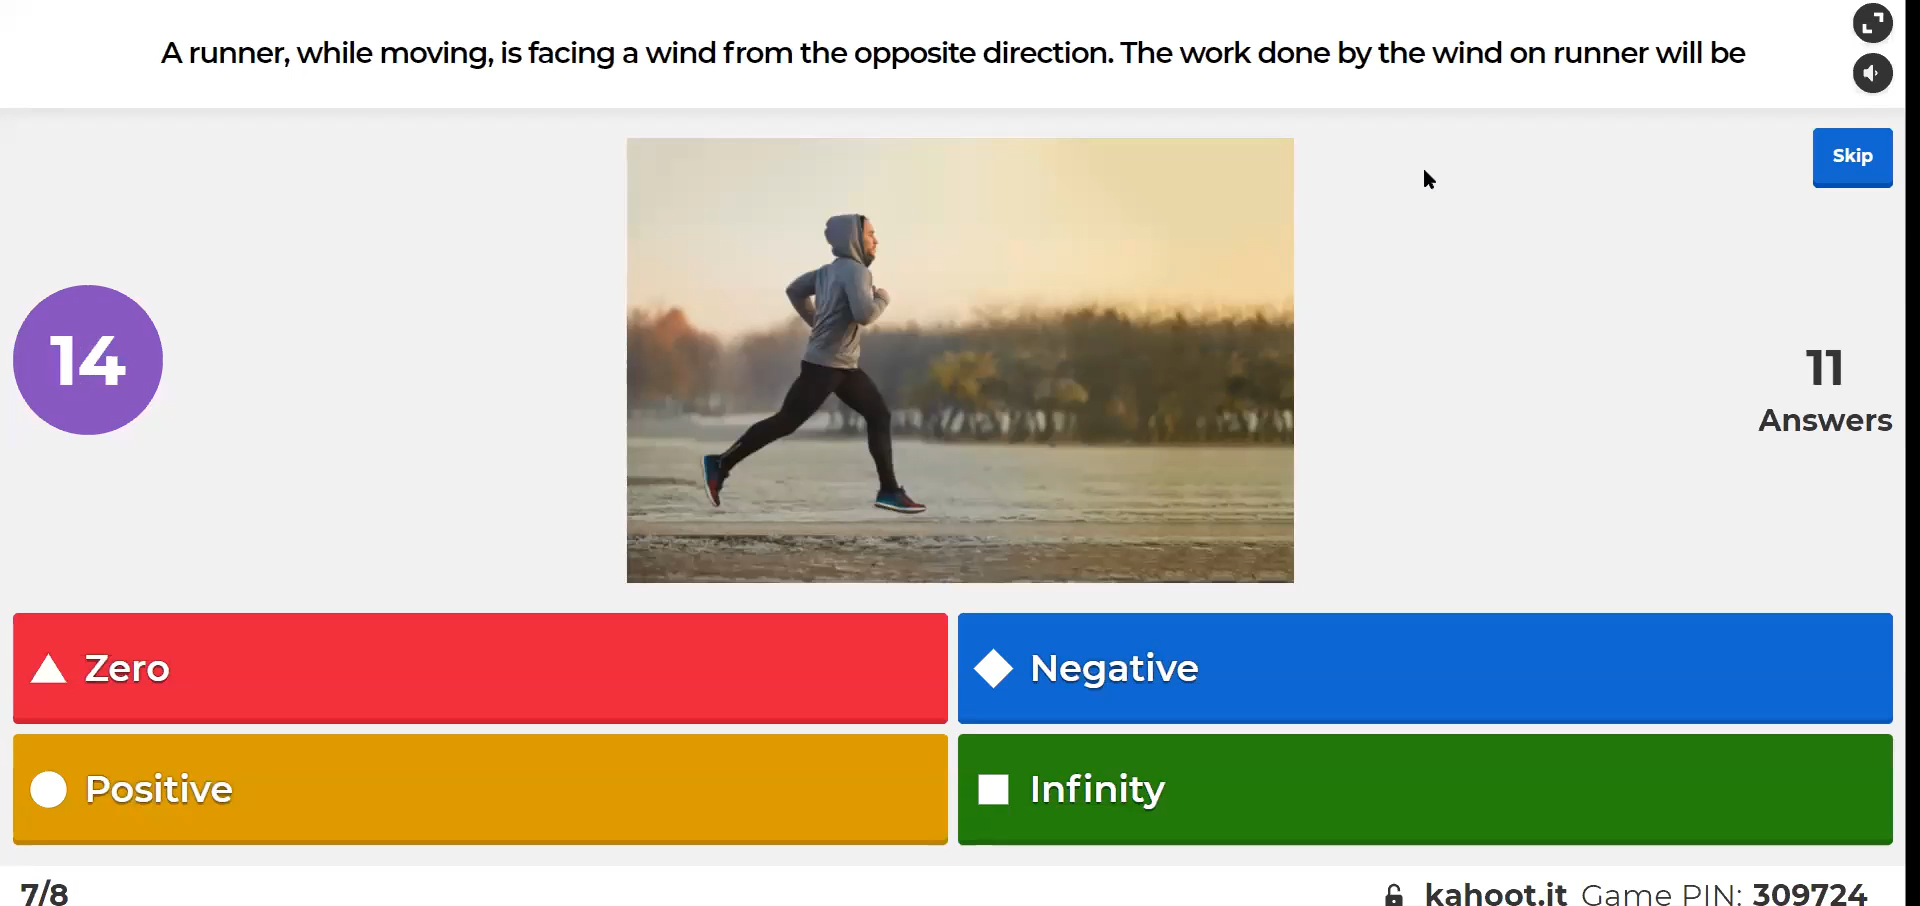 A runner, while moving, is facing a wind from the opposite direction. The work done by the wind on runner will be
Skip
14
11
Answers
Zero
Negative
Positive
Infinity
7/8
kahoot.it Game PIN: 309724